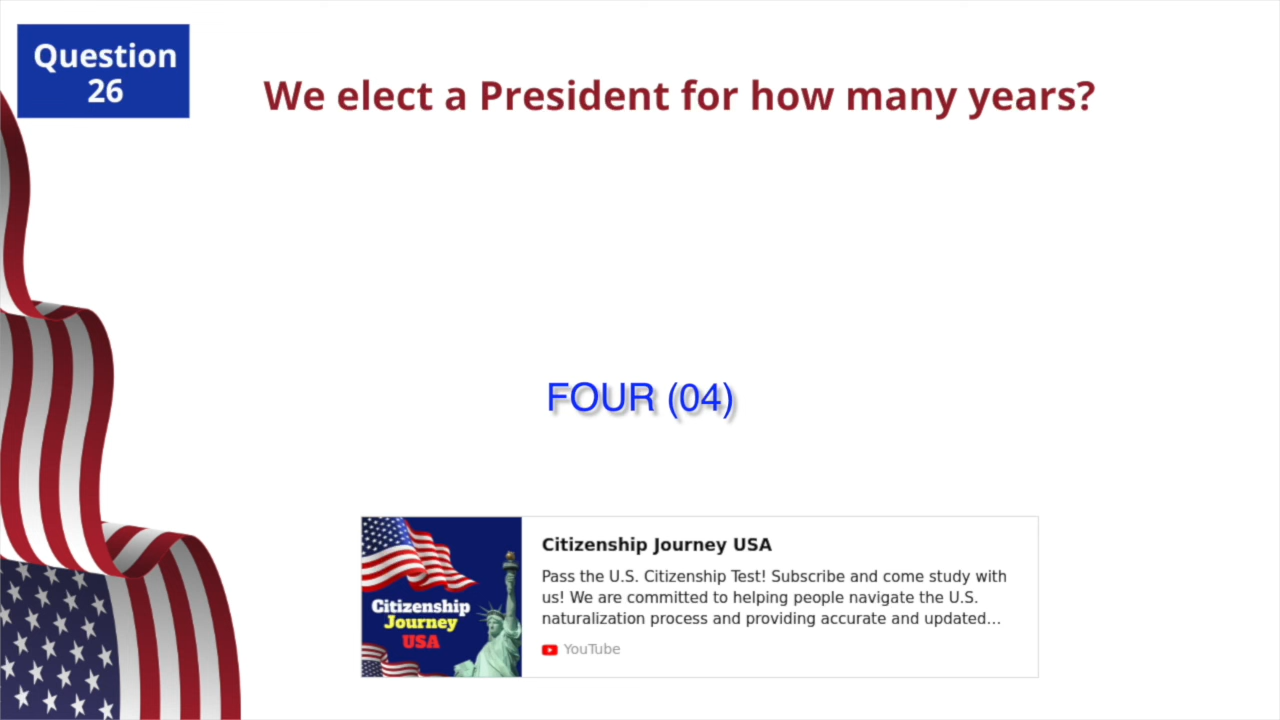 Question
26
We elect a President for how many years?
FOUR (04)
Citizenship
Journey
USA
Citizenship Journey USA
Pass the U.S. Citizenship Test! Subscribe and come study with
us! We are committed to helping people navigate the U.S.
naturalization process and providing accurate and updated...
YouTube